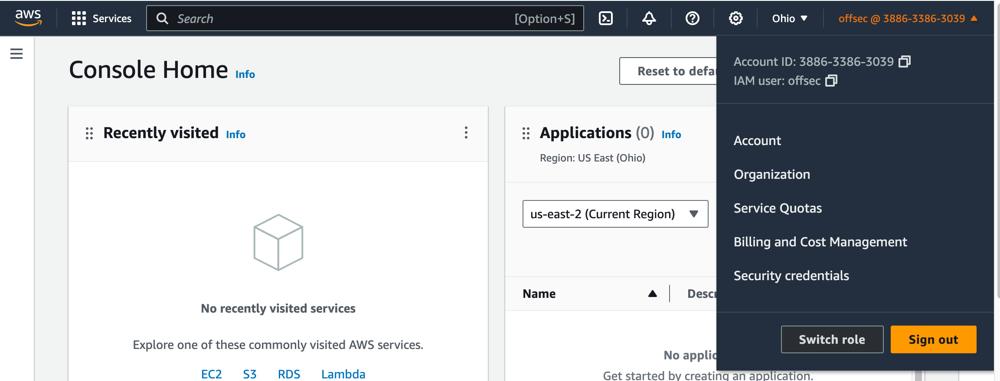 aws
Services
Search
[Option+S]
Ohio
offsec @ 3886-3386-3039
Account ID: 3886-3386-3039
IAM user: offsec
Account
Organization
Service Quotas
Billing and Cost Management
Security credentials
Switch role
Sign out
Console Home Info
Reset to defa
Recently visited Info
No recently visited services
Explore one of these commonly visited AWS services.
EC2 S3 RDS Lambda
Applications (0) Info
Region: US East (Ohio)
us-east-2 (Current Region)
Name
Descr
No applic
Get started by creating an application.